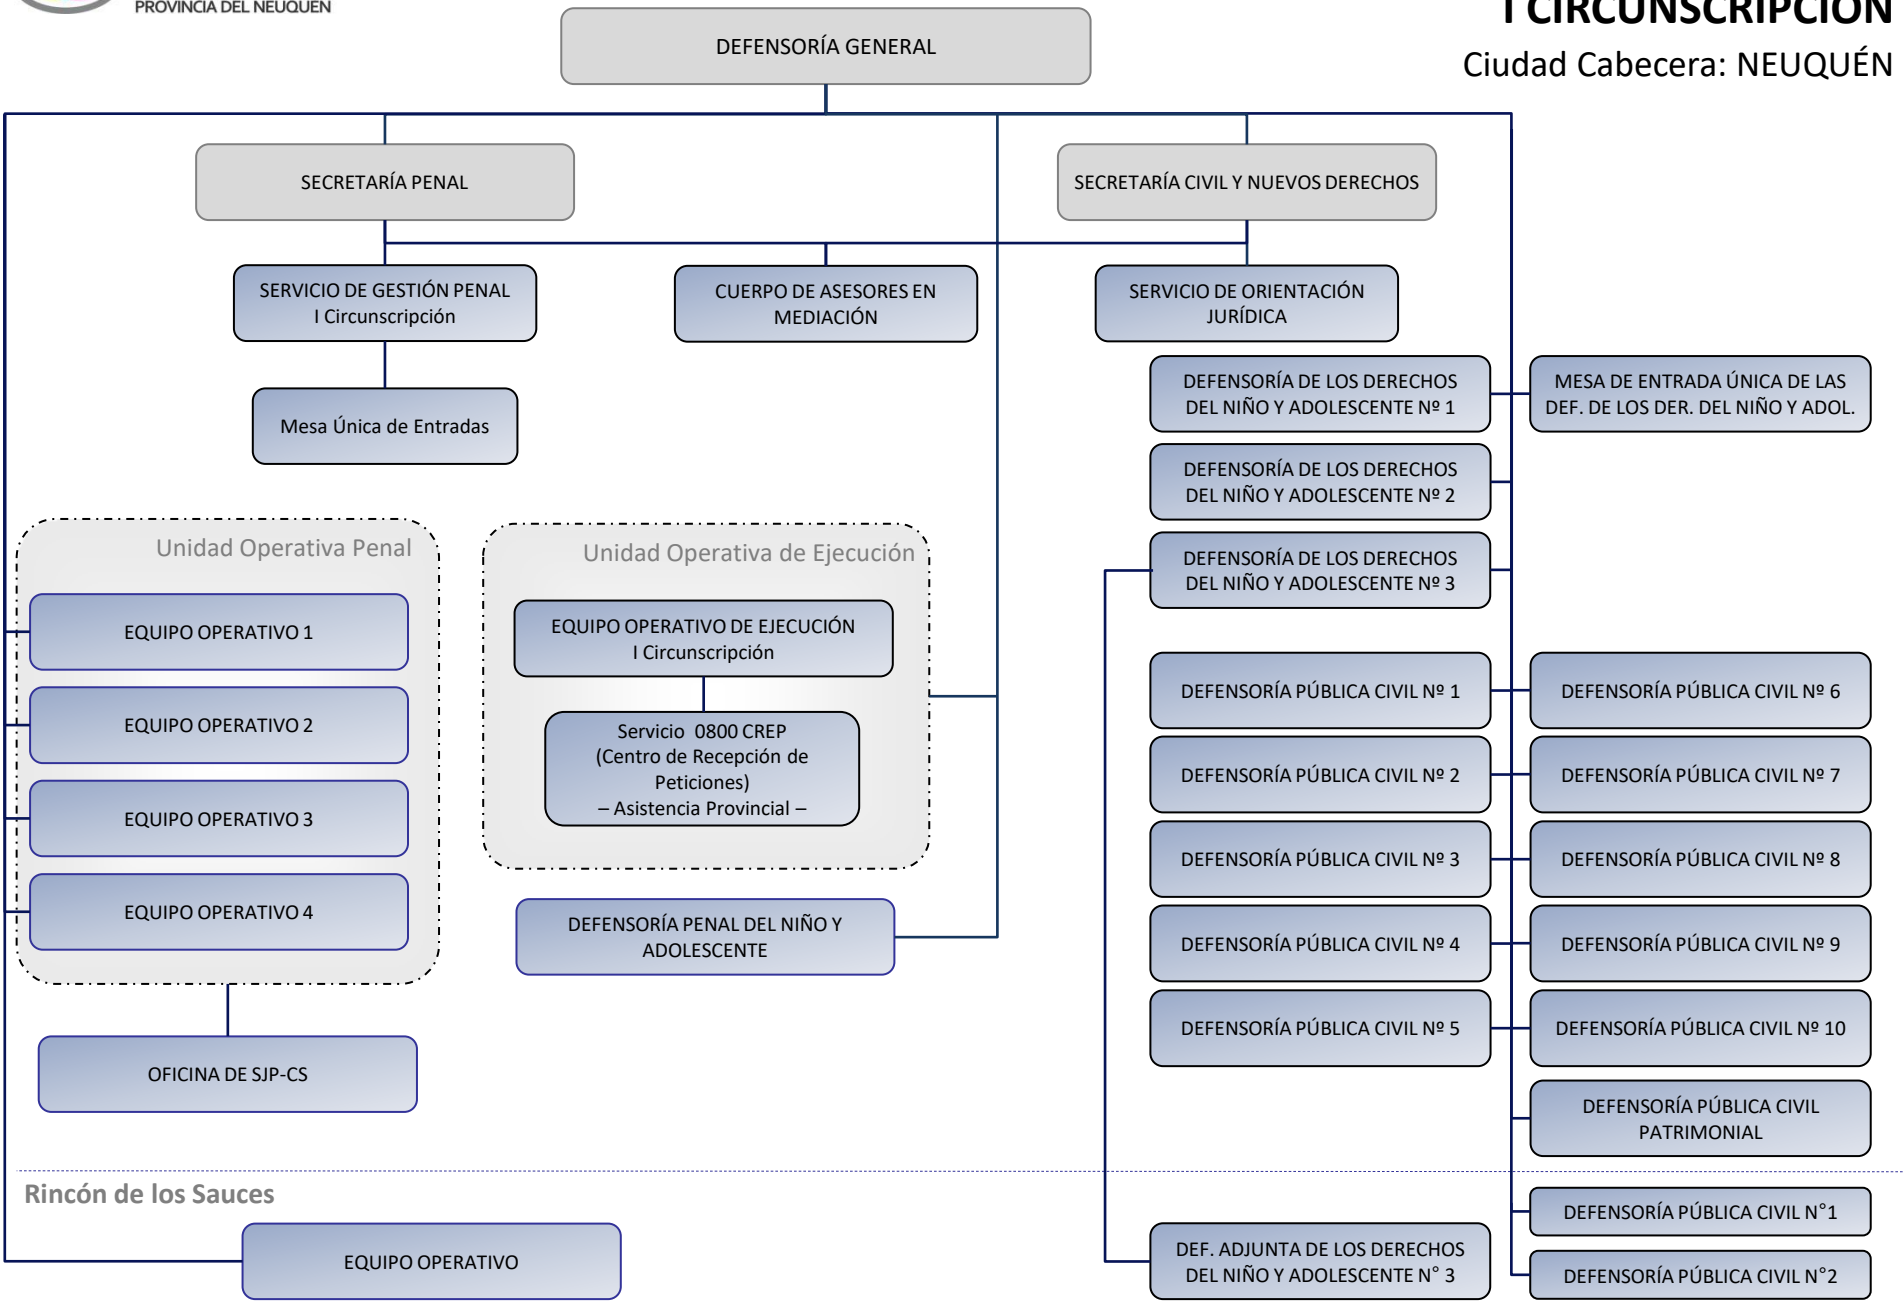 PROVINCIA DEL NEUQUÉN
I CIRCUNSCRIPCIÓN
Ciudad Cabecera: NEUQUÉN
DEFENSORÍA GENERAL
SECRETARÍA PENAL
SECRETARÍA CIVIL Y NUEVOS DERECHOS
SERVICIO DE GESTIÓN PENAL
I Circunscripción
CUERPO DE ASESORES EN
MEDIACIÓN
SERVICIO DE ORIENTACIÓN
JURÍDICA
Mesa Única de Entradas
DEFENSORÍA DE LOS DERECHOS
DEL NIÑO Y ADOLESCENTE Nº 1
MESA DE ENTRADA ÚNICA DE LAS
DEF. DE LOS DER. DEL NIÑO Y ADOL.
DEFENSORÍA DE LOS DERECHOS
DEL NIÑO Y ADOLESCENTE Nº 2
DEFENSORÍA DE LOS DERECHOS
DEL NIÑO Y ADOLESCENTE Nº 3
Unidad Operativa Penal
EQUIPO OPERATIVO 1
EQUIPO OPERATIVO 2
EQUIPO OPERATIVO 3
EQUIPO OPERATIVO 4
OFICINA DE SJP-CS
Unidad Operativa de Ejecución
EQUIPO OPERATIVO DE EJECUCIÓN
I Circunscripción
Servicio 0800 CREP
(Centro de Recepción de
Peticiones)
– Asistencia Provincial –
DEFENSORÍA PENAL DEL NIÑO Y
ADOLESCENTE
DEFENSORÍA PÚBLICA CIVIL Nº 1
DEFENSORÍA PÚBLICA CIVIL Nº 6
DEFENSORÍA PÚBLICA CIVIL Nº 2
DEFENSORÍA PÚBLICA CIVIL Nº 7
DEFENSORÍA PÚBLICA CIVIL Nº 3
DEFENSORÍA PÚBLICA CIVIL Nº 8
DEFENSORÍA PÚBLICA CIVIL Nº 4
DEFENSORÍA PÚBLICA CIVIL Nº 9
DEFENSORÍA PÚBLICA CIVIL Nº 5
DEFENSORÍA PÚBLICA CIVIL Nº 10
DEFENSORÍA PÚBLICA CIVIL
PATRIMONIAL
Rincón de los Sauces
EQUIPO OPERATIVO
DEF. ADJUNTA DE LOS DERECHOS
DEL NIÑO Y ADOLESCENTE N° 3
DEFENSORÍA PÚBLICA CIVIL N°1
DEFENSORÍA PÚBLICA CIVIL N°2